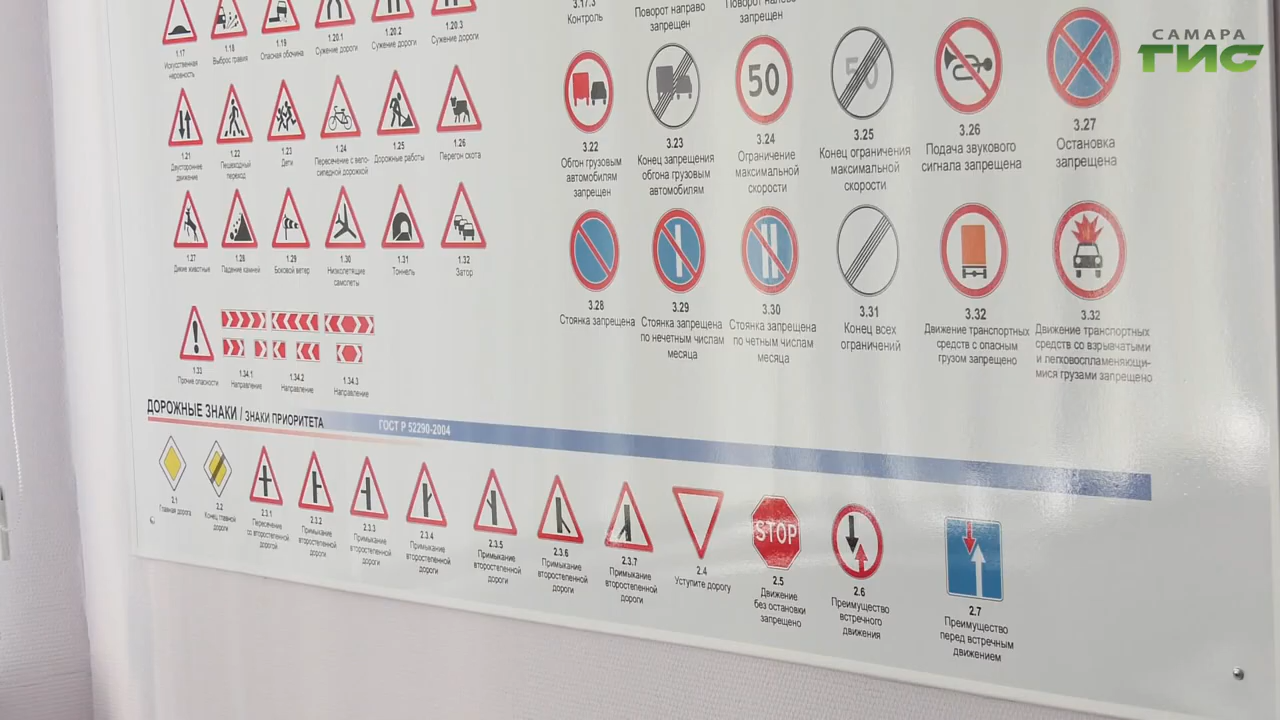 САМАРА
ГИС
3.17.3
Контроль
Поворот направо
запрещен
Поворот налево
запрещен
1.17
Искусственная
неровность
1.18
Выброс гравия
1.19
Опасная обочина
1.20.1
Сужение дороги
1.20.2
Сужение дороги
1.20.3
Сужение дороги
50
50
3.22
Обгон грузовым
автомобилям
запрещен
3.23
Конец запрещения
обгона грузовым
автомобилям
3.24
Ограничение
максимальной
скорости
3.25
Конец ограничения
максимальной
скорости
3.26
Подача звукового
сигнала запрещена
3.27
Остановка
запрещена
1.21
Двустороннее
движение
1.22
Пешеходный
переход
1.23
Дети
1.24
Пересечение с вело-
сипедной дорожкой
1.25
Дорожные работы
1.26
Перегон скота
1.27
Дикие животные
1.28
Падение камней
1.29
Боковой ветер
1.30
Низколетящие
самолеты
1.31
Тоннель
1.32
Затор
3.28
Стоянка запрещена
3.29
Стоянка запрещена
по нечетным числам
месяца
3.30
Стоянка запрещена
по четным числам
месяца
3.31
Конец всех
ограничений
3.32
Движение транспортных
средств с опасным
грузом запрещено
3.32
Движение транспортных
средств со взрывчатыми
и легковоспламеняющи-
мися грузами запрещено
1.33
Прочие опасности
1.34.1
Направление
1.34.2
Направление
1.34.3
Направление
ДОРОЖНЫЕ ЗНАКИ / ЗНАКИ ПРИОРИТЕТА
ГОСТ Р 52290-2004
2.1
Главная дорога
2.2
Конец главной
дороги
2.3.1
Пересечение
со второстепенной
дорогой
2.3.2
Примыкание
второстепенной
дороги
2.3.3
Примыкание
второстепенной
дороги
2.3.4
Примыкание
второстепенной
дороги
2.3.5
Примыкание
второстепенной
дороги
2.3.6
Примыкание
второстепенной
дороги
2.3.7
Примыкание
второстепенной
дороги
2.4
Уступите дорогу
STOP
2.5
Движение
без остановки
запрещено
2.6
Преимущество
встречного
движения
2.7
Преимущество
перед встречным
движением